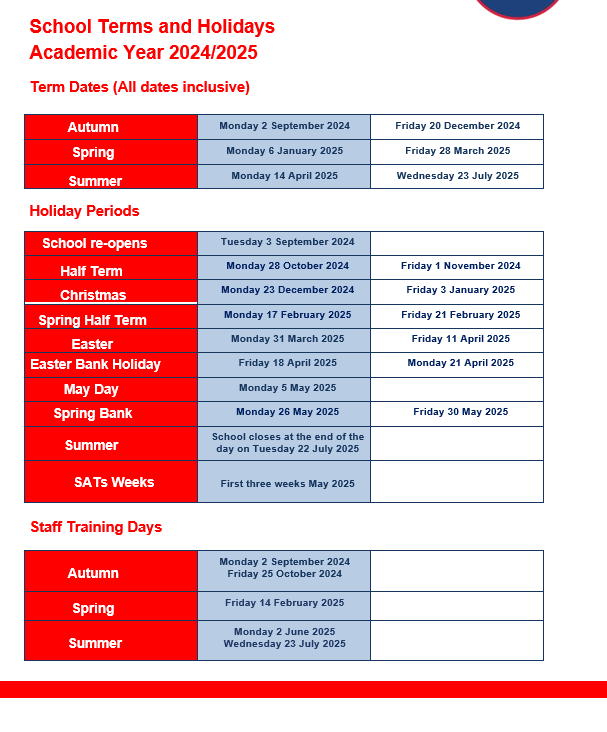 School Terms and Holidays
Academic Year 2024/2025
Term Dates (All dates inclusive)
Autumn Monday 2 September 2024 Friday 20 December 2024
Spring Monday 6 January 2025 Friday 28 March 2025
Summer Monday 14 April 2025 Wednesday 23 July 2025
Holiday Periods
School re-opens Tuesday 3 September 2024
Half Term Monday 28 October 2024 Friday 1 November 2024
Christmas Monday 23 December 2024 Friday 3 January 2025
Spring Half Term Monday 17 February 2025 Friday 21 February 2025
Easter Monday 31 March 2025 Friday 11 April 2025
Easter Bank Holiday Friday 18 April 2025 Monday 21 April 2025
May Day Monday 5 May 2025
Spring Bank Monday 26 May 2025 Friday 30 May 2025
Summer School closes at the end of the
day on Tuesday 22 July 2025
SATs Weeks First three weeks May 2025
Staff Training Days
Autumn Monday 2 September 2024
Friday 25 October 2024
Spring Friday 14 February 2025
Summer Monday 2 June 2025
Wednesday 23 July 2025